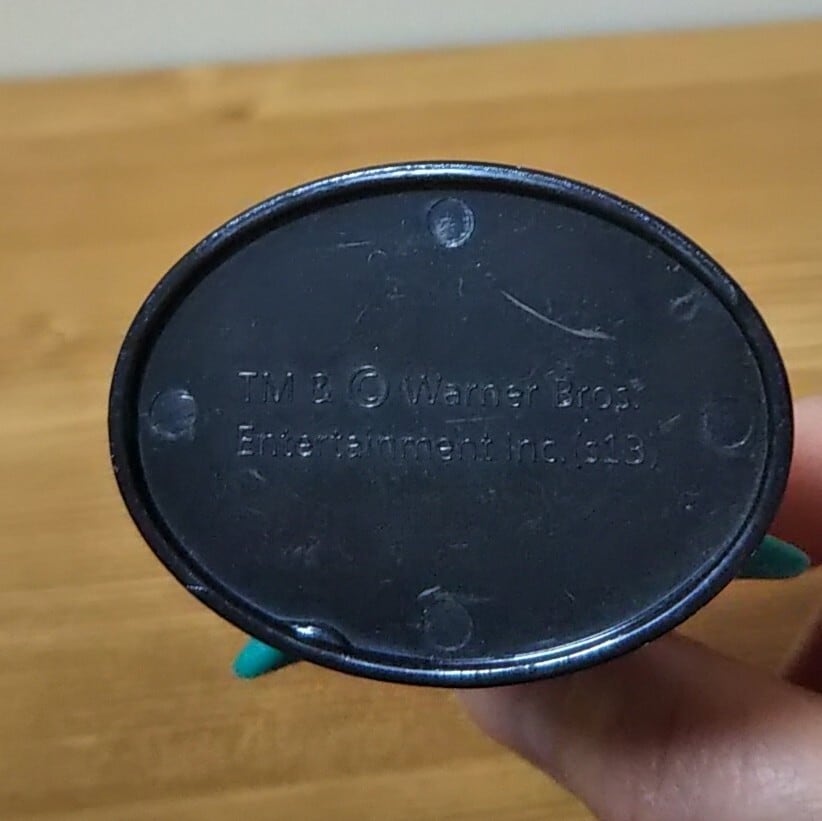 TM & © Warner Bros.
Entertainment Inc. (s13)